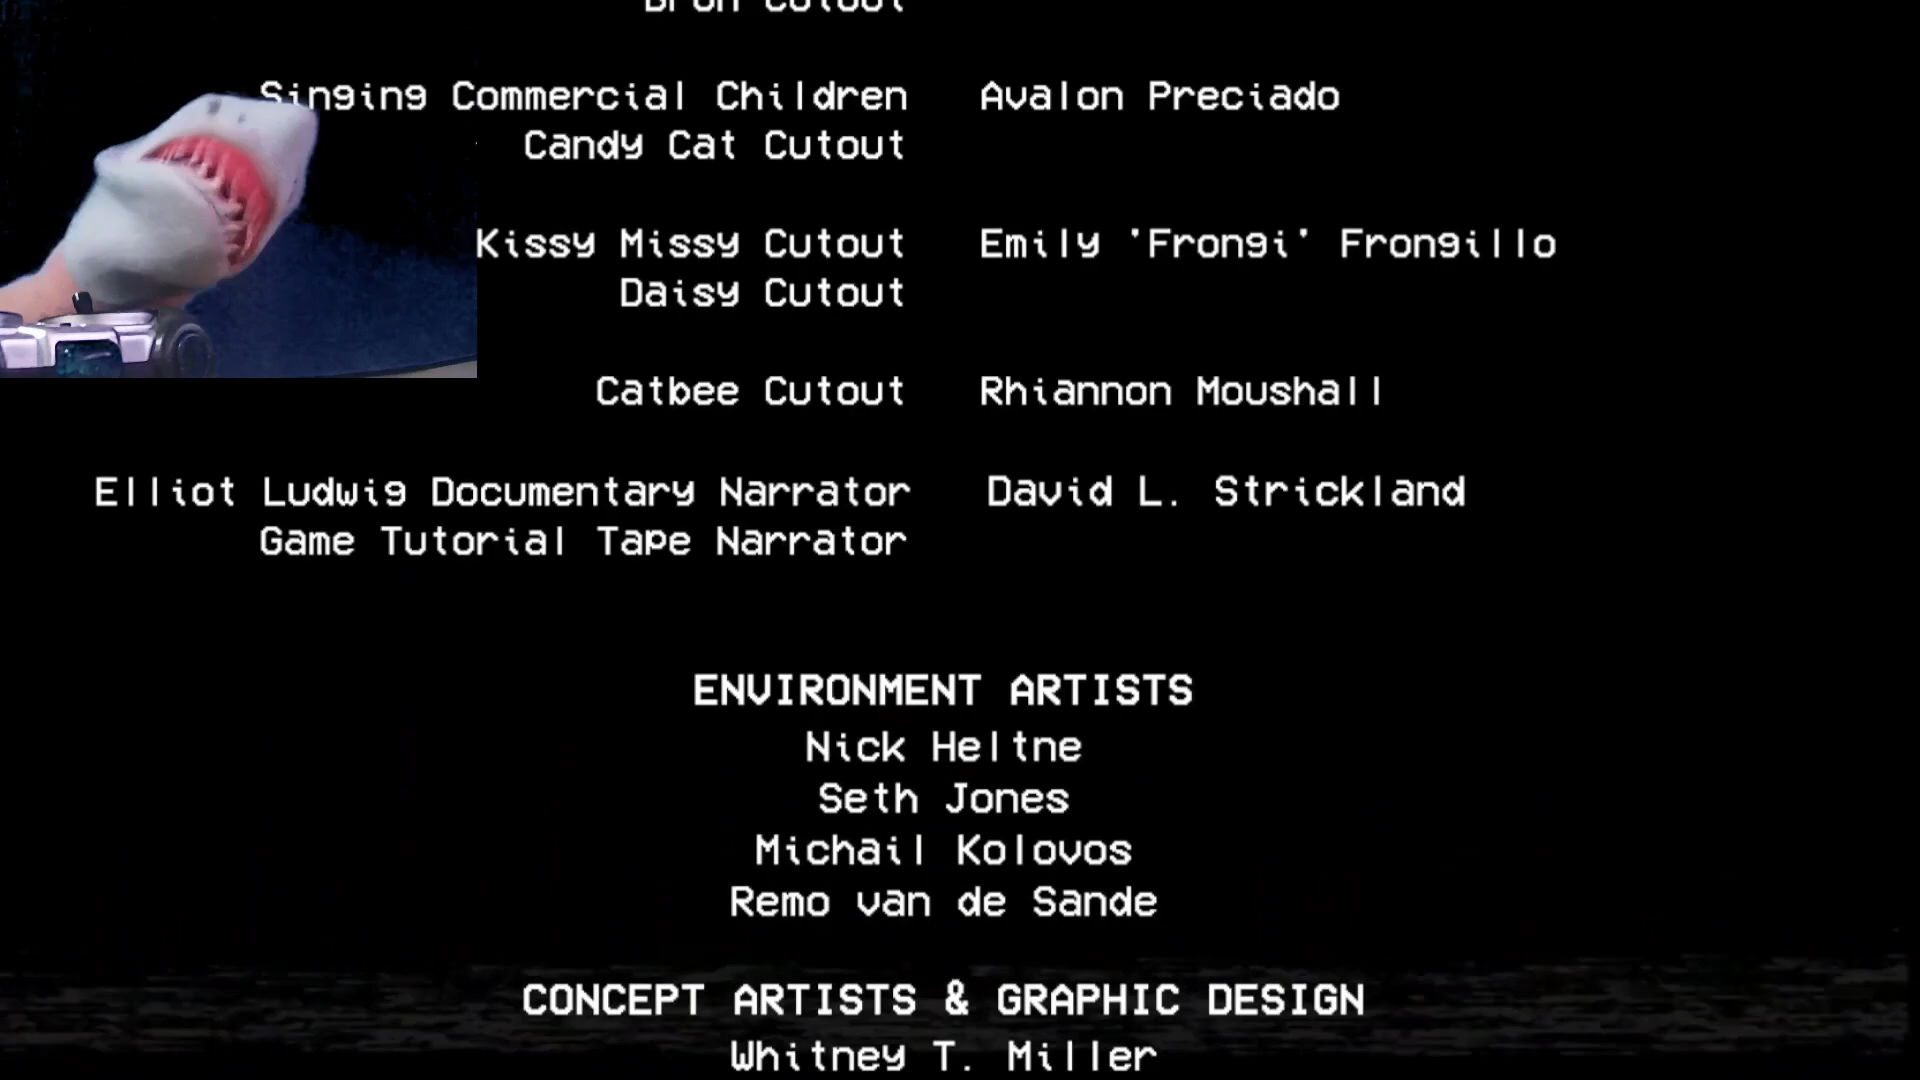 Bron Cutout
Singing Commercial Children Avalon Preciado
Candy Cat Cutout
Kissy Missy Cutout Emily 'Frongi' Frongillo
Daisy Cutout
Catbee Cutout Rhiannon Moushall
Elliot Ludwig Documentary Narrator David L. Strickland
Game Tutorial Tape Narrator
ENVIRONMENT ARTISTS
Nick Heltne
Seth Jones
Michail Kolovos
Remo van de Sande
CONCEPT ARTISTS & GRAPHIC DESIGN
Whitney T. Miller